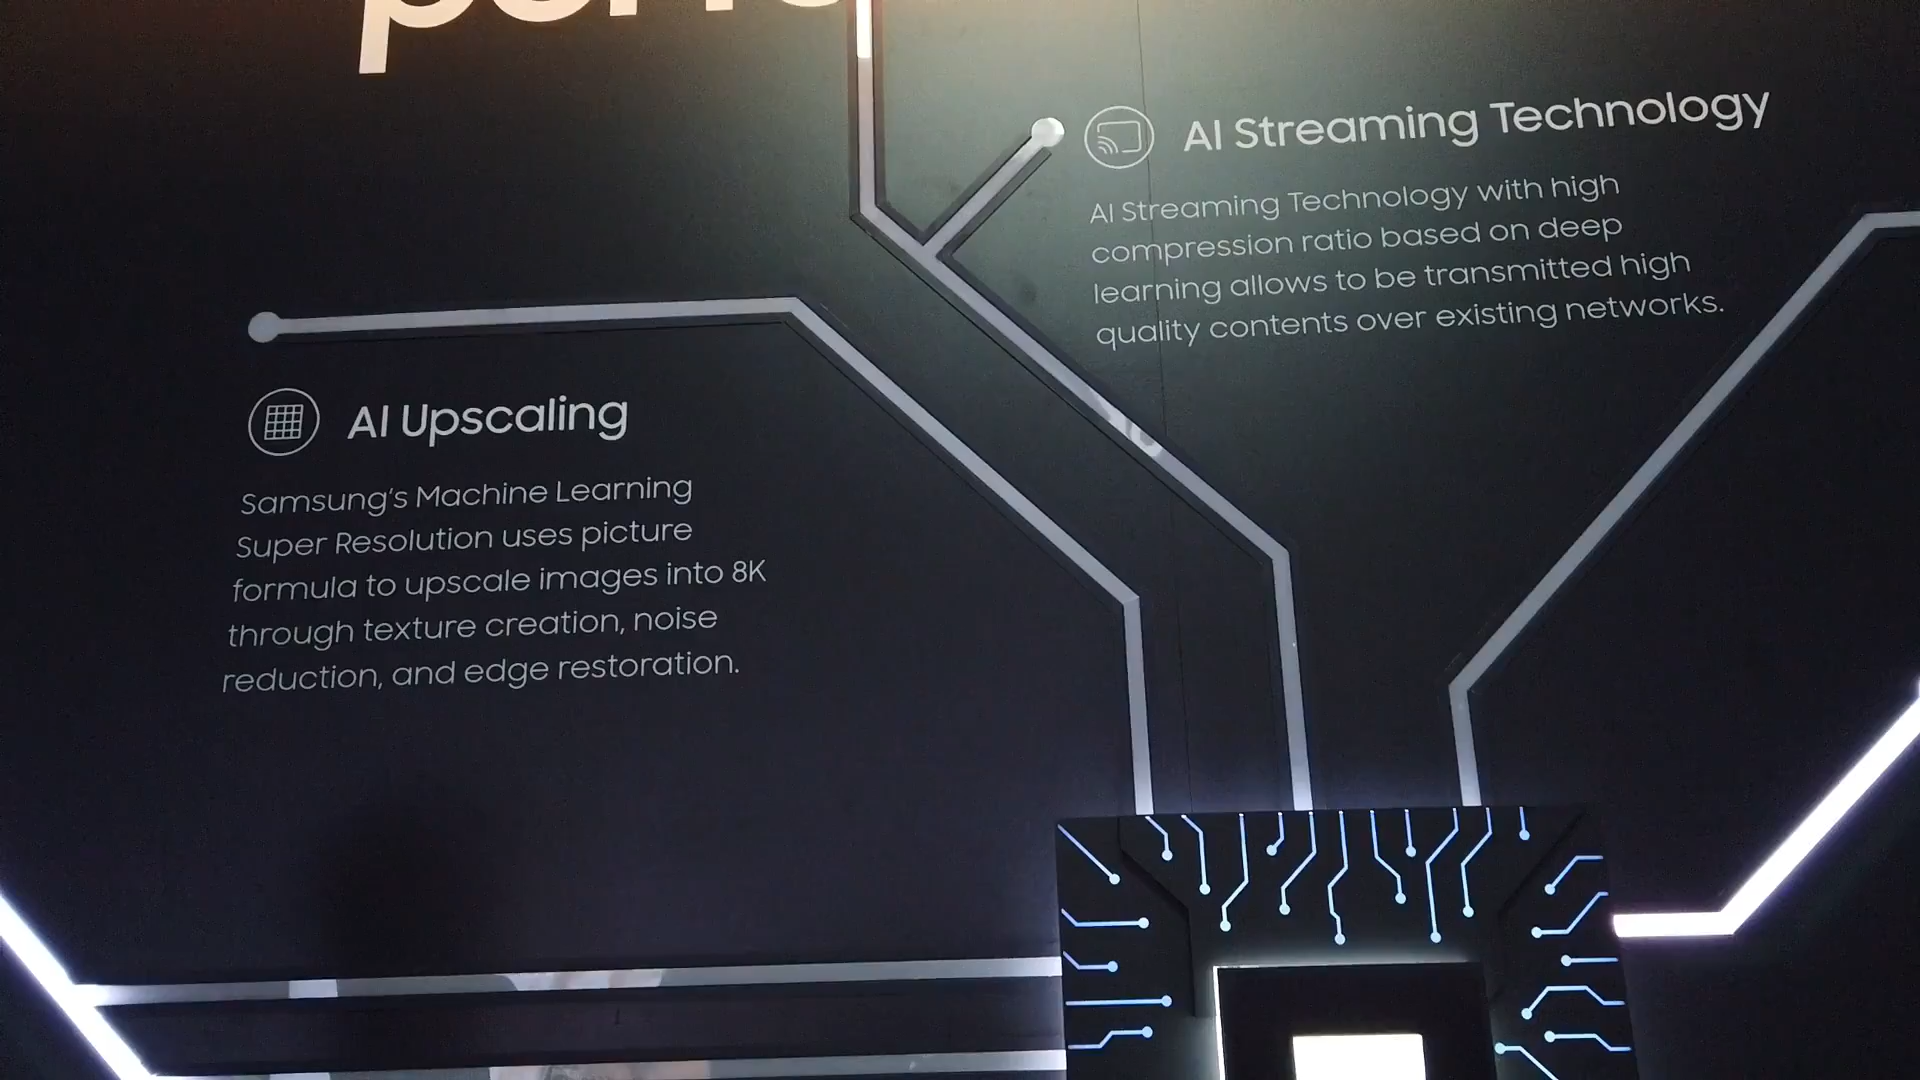 AI Streaming Technology
AI Streaming Technology with high
compression ratio based on deep
learning allows to be transmitted high
quality contents over existing networks.
AI Upscaling
Samsung's Machine Learning
Super Resolution uses picture
formula to upscale images into 8K
through texture creation, noise
reduction, and edge restoration.